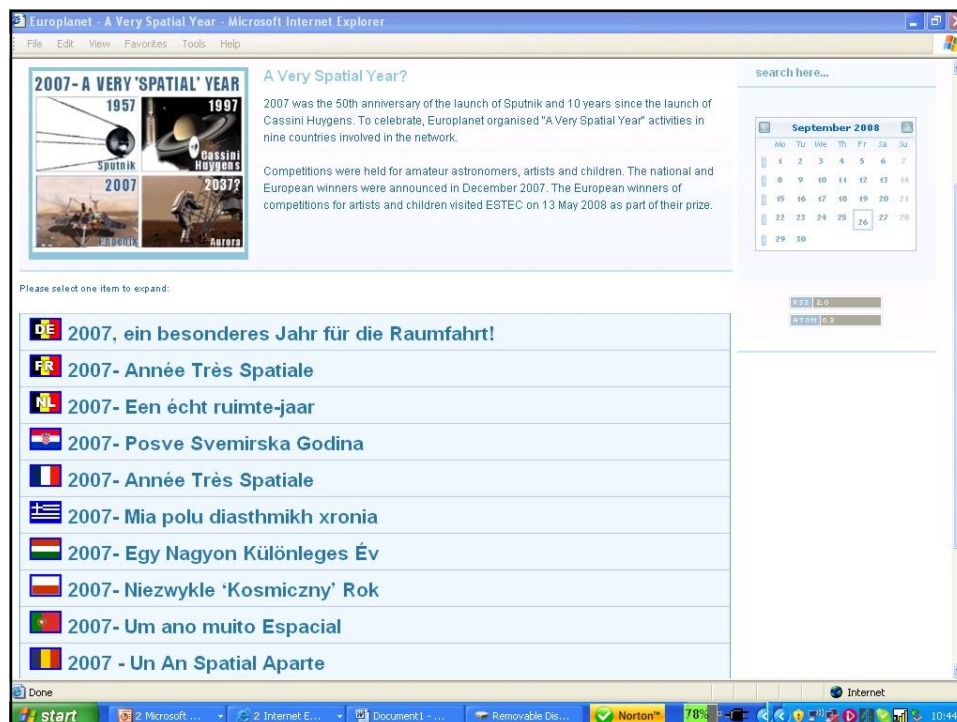 Europlanet - A Very Spatial Year - Microsoft Internet Explorer
File Edit View Favorites Tools Help
2007- A VERY 'SPATIAL' YEAR
1957
1997
Sputnik
Cassini
Huygens
2007
2037?
Phoenix
Aurora
A Very Spatial Year?
2007 was the 50th anniversary of the launch of Sputnik and 10 years since the launch of
Cassini Huygens. To celebrate, Europlanet organised "A Very Spatial Year" activities in
nine countries involved in the network.
Competitions were held for amateur astronomers, artists and children. The national and
European winners were announced in December 2007. The European winners of
competitions for artists and children visited ESTEC on 13 May 2008 as part of their prize.
search here...
September 2008
Mo Tu We Th Fr Sa Su
1 2 3 4 5 6 7
8 9 10 11 12 13 14
15 16 17 18 19 20 21
22 23 24 25 26 27 28
29 30
RSS 2.0
ATOM 0.3
Please select one item to expand:
DE 2007, ein besonderes Jahr für die Raumfahrt!
FR 2007- Année Très Spatiale
NL 2007- Een écht ruimte-jaar
2007- Posve Svemirska Godina
2007- Année Très Spatiale
2007- Mia polu diasthmikh xronia
2007- Egy Nagyon Különleges Év
2007- Niezwykle ‘Kosmiczny’ Rok
2007- Um ano muito Espacial
2007 - Un An Spatial Aparte
Done
Internet
start
2 Microsoft ...
2 Internet E...
Document1 - ...
Removable Dis...
Norton™
78%
10:44